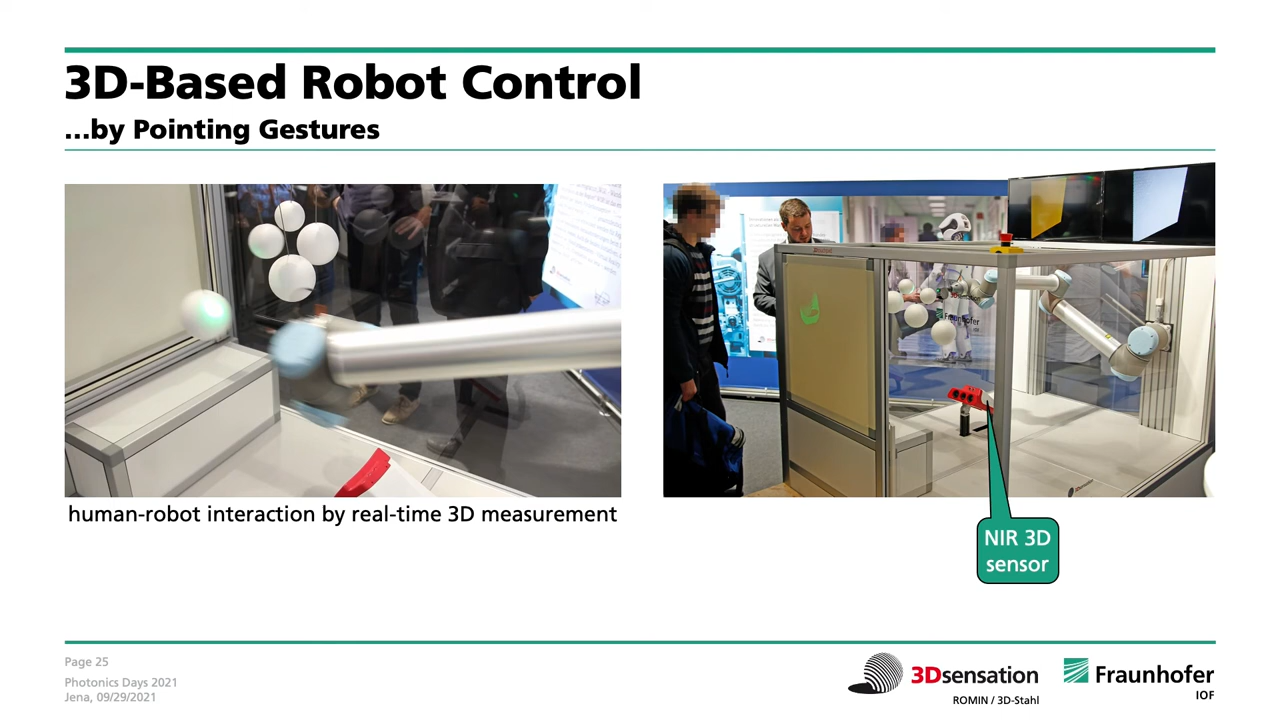 3D-Based Robot Control
...by Pointing Gestures
Fraunhofer
human-robot interaction by real-time 3D measurement
NIR 3D
sensor
Page 25
Photonics Days 2021
Jena, 09/29/2021
3Dsensation
ROMIN / 3D-Stahl
Fraunhofer
IOF